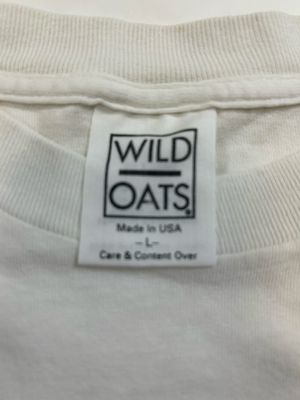 WILD
OATS®
Made In USA
– L –
Care & Content Over